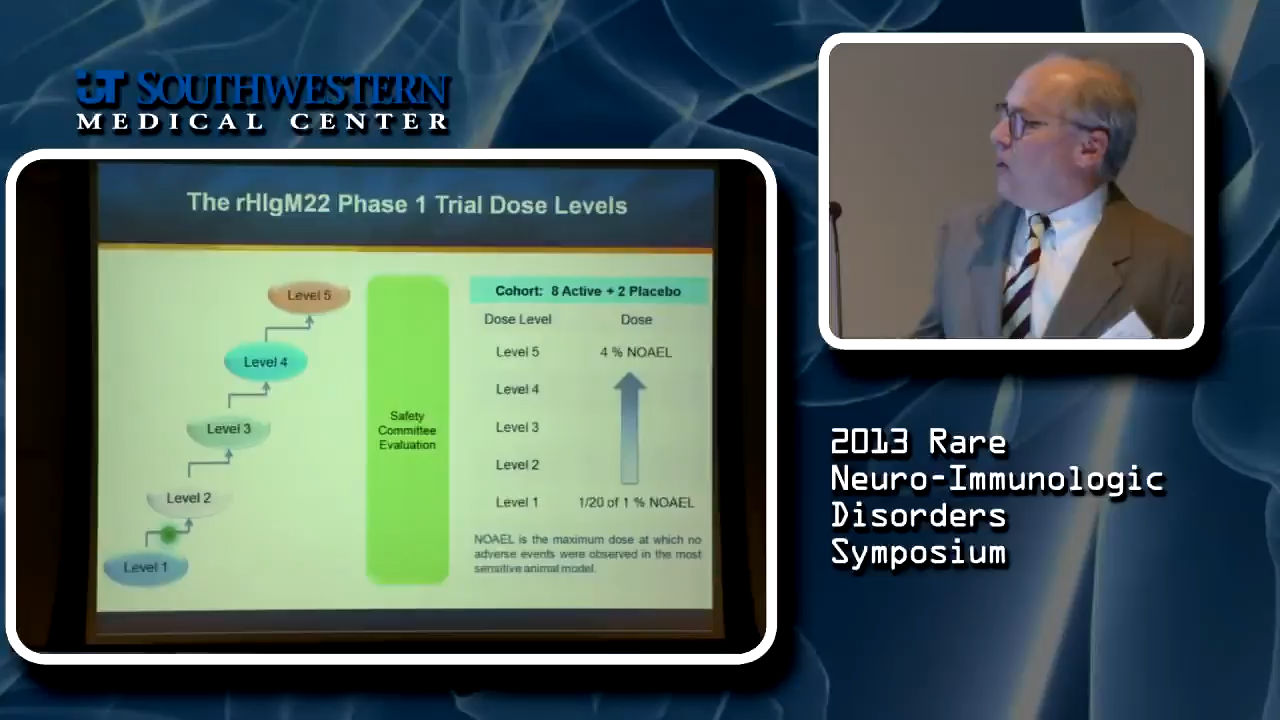 UT SOUTHWESTERN
MEDICAL CENTER
The rHIgM22 Phase 1 Trial Dose Levels
Level 5
Level 4
Level 3
Level 2
Level 1
Safety
Committee
Evaluation
Cohort: 8 Active + 2 Placebo
Dose Level Dose
Level 5 4 % NOAEL
Level 4
Level 3
Level 2
Level 1 1/20 of 1 % NOAEL
NOAEL is the maximum dose at which no
adverse events were observed in the most
sensitive animal model.
2013 Rare
Neuro-Immunologic
Disorders
Symposium